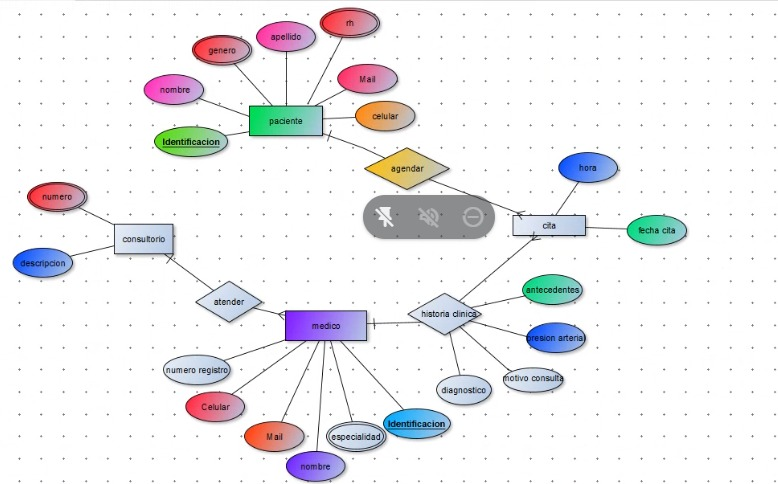 rh
apellido
genero
Mail
nombre
celular
paciente
Identificacion
agendar
hora
numero
cita
fecha cita
consultorio
descripcion
antecedentes
atender
historia clinica
medico
presion arterial
numero registro
motivo consulta
diagnostico
Celular
Identificacion
Mail
especialidad
nombre